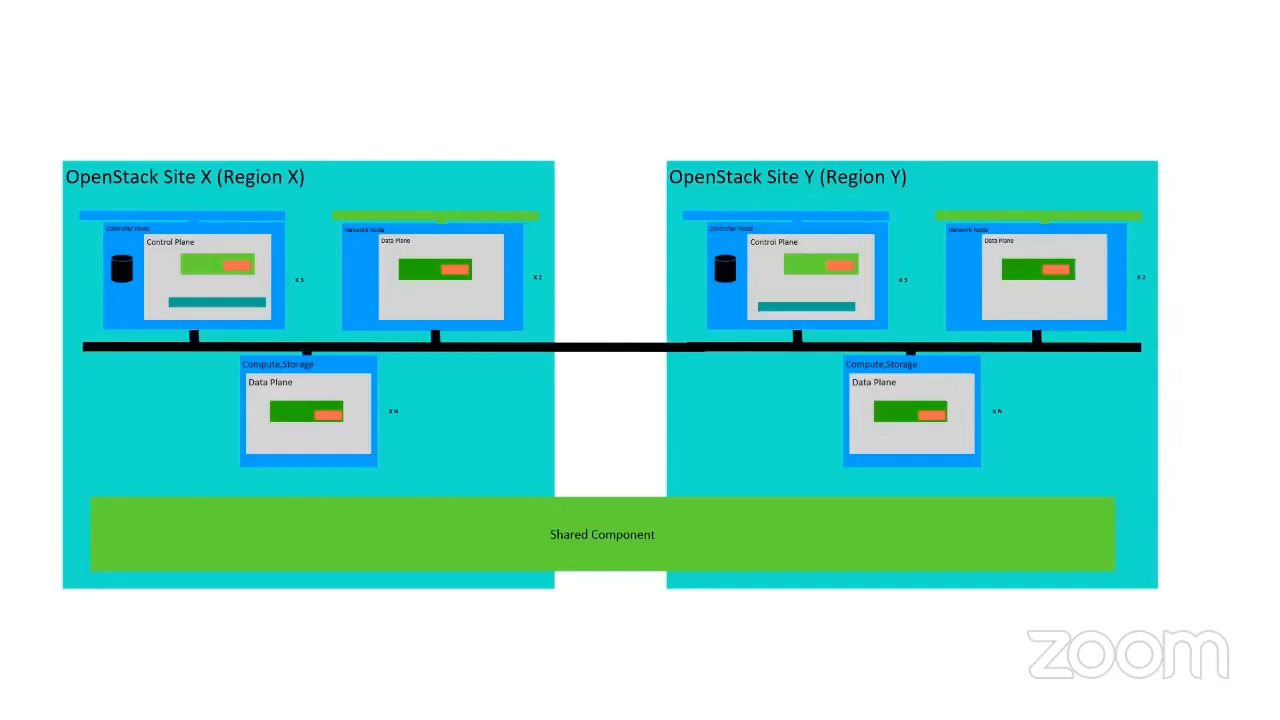 OpenStack Site X (Region X)
Controller Node
Control Plane
X 3
Network Node
Data Plane
X 2
Compute,Storage
Data Plane
X N
OpenStack Site Y (Region Y)
Controller Node
Control Plane
X 3
Network Node
Data Plane
X 2
Compute,Storage
Data Plane
X N
Shared Component
zoom